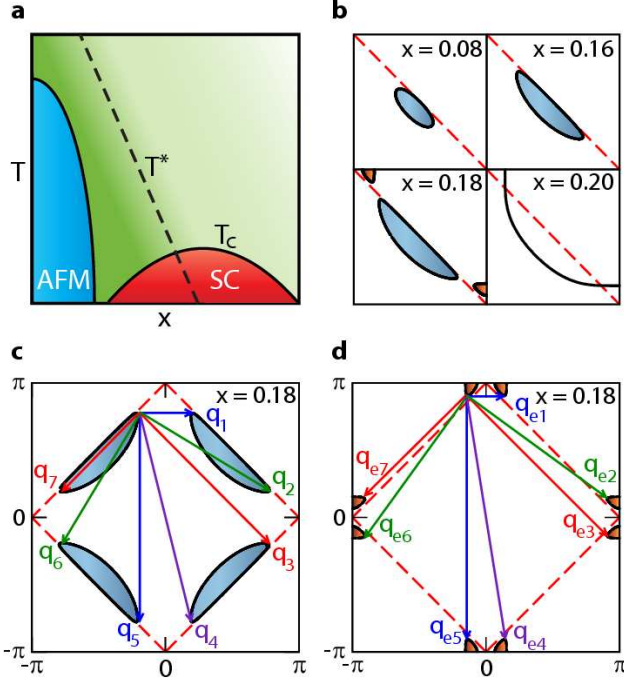 a
T
T*
Tc
AFM
SC
x
b
x = 0.08
x = 0.16
x = 0.18
x = 0.20
c
π
x = 0.18
q1
q7
q2
0
q6
q3
q5
q4
-π
-π
0
π
d
π
x = 0.18
qe1
qe7
qe2
0
qe6
qe3
qe5
qe4
-π
-π
0
π